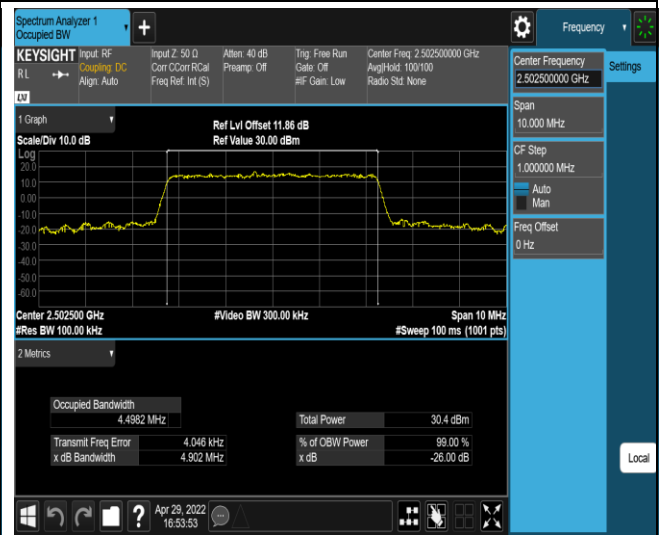 Spectrum Analyzer 1
Occupied BW
+
Frequency
KEYSIGHT
R L
LXI
Input: RF
Coupling: DC
Align: Auto
Input Z: 50 Ω
Corr CCorr RCal
Freq Ref: Int (S)
Atten: 40 dB
Preamp: Off
Trig: Free Run
Gate: Off
#IF Gain: Low
Center Freq: 2.502500000 GHz
Avg|Hold: 100/100
Radio Std: None
Center Frequency
2.502500000 GHz
Settings
Span
10.000 MHz
CF Step
1.000000 MHz
Auto
Man
Freq Offset
0 Hz
1 Graph
Scale/Div 10.0 dB
Ref Lvl Offset 11.86 dB
Ref Value 30.00 dBm
Log
20.0
10.0
0.00
-10.0
-20.0
-30.0
-40.0
-50.0
-60.0
Center 2.502500 GHz
#Res BW 100.00 kHz
#Video BW 300.00 kHz
Span 10 MHz
#Sweep 100 ms (1001 pts)
2 Metrics
Occupied Bandwidth
4.4982 MHz
Total Power 30.4 dBm
Transmit Freq Error 4.046 kHz
% of OBW Power 99.00 %
x dB Bandwidth 4.902 MHz
x dB -26.00 dB
Local
?
Apr 29, 2022
16:53:53